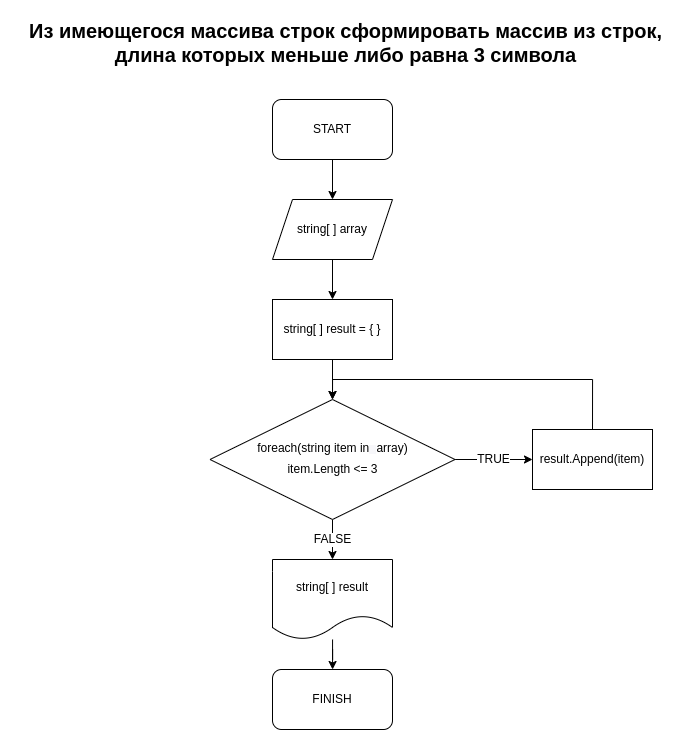 Из имеющегося массива строк сформировать массив из строк,
длина которых меньше либо равна 3 символа
START
string[ ] array
string[ ] result = { }
foreach(string item in  array)
item.Length <= 3
TRUE
result.Append(item)
FALSE
string[ ] result
FINISH